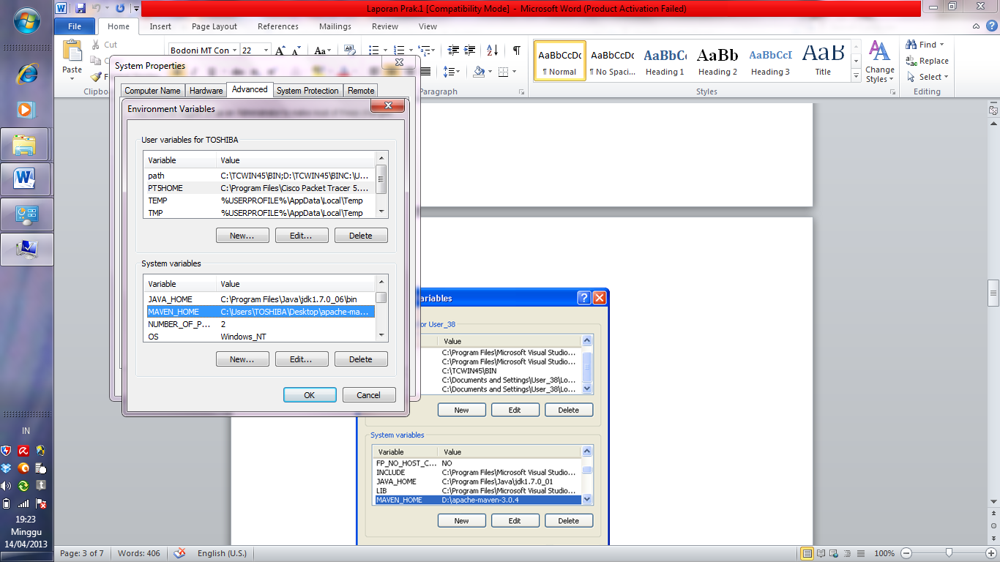 Laporan Prak.1 [Compatibility Mode] - Microsoft Word (Product Activation Failed)
File Home Insert Page Layout References Mailings Review View
Paste
Cut
Bodoni MT Con 22
Aa
AaBbCcDc AaBbCcDc AaBbCc AaBb AaBbCcI AaB
¶ Normal ¶ No Spaci... Heading 1 Heading 2 Heading 3 Title
Change Styles
Find
Replace
Select
Paragraph Styles Editing
System Properties
Computer Name Hardware Advanced System Protection Remote
Environment Variables
User variables for TOSHIBA
Variable Value
path C:\TCWIN45\BIN;D:\TCWIN45\BINC:\U...
PT5HOME C:\Program Files\Cisco Packet Tracer 5....
TEMP %USERPROFILE%\AppData\Local\Temp
TMP %USERPROFILE%\AppData\Local\Temp
New... Edit... Delete
System variables
Variable Value
JAVA_HOME C:\Program Files\Java\jdk1.7.0_06\bin
MAVEN_HOME C:\Users\TOSHIBA\Desktop\apache-ma...
NUMBER_OF_P... 2
OS Windows_NT
New... Edit... Delete
OK Cancel
ariables
or User_38
Value
C:\Program Files\Microsoft Visual Studio...
C:\Program Files\Microsoft Visual Studio...
C:\TCWIN45\BIN
C:\Documents and Settings\User_38\Lo...
C:\Documents and Settings\User_38\Lo...
New Edit Delete
System variables
Variable Value
FP_NO_HOST_C... NO
INCLUDE C:\Program Files\Microsoft Visual Studio...
JAVA_HOME C:\Program Files\Java\jdk1.7.0_01
LIB C:\Program Files\Microsoft Visual Studio...
MAVEN_HOME D:\apache-maven-3.0.4
New Edit Delete
IN
19:23
Minggu
14/04/2013
Page: 3 of 7 Words: 406 English (U.S.) 100%